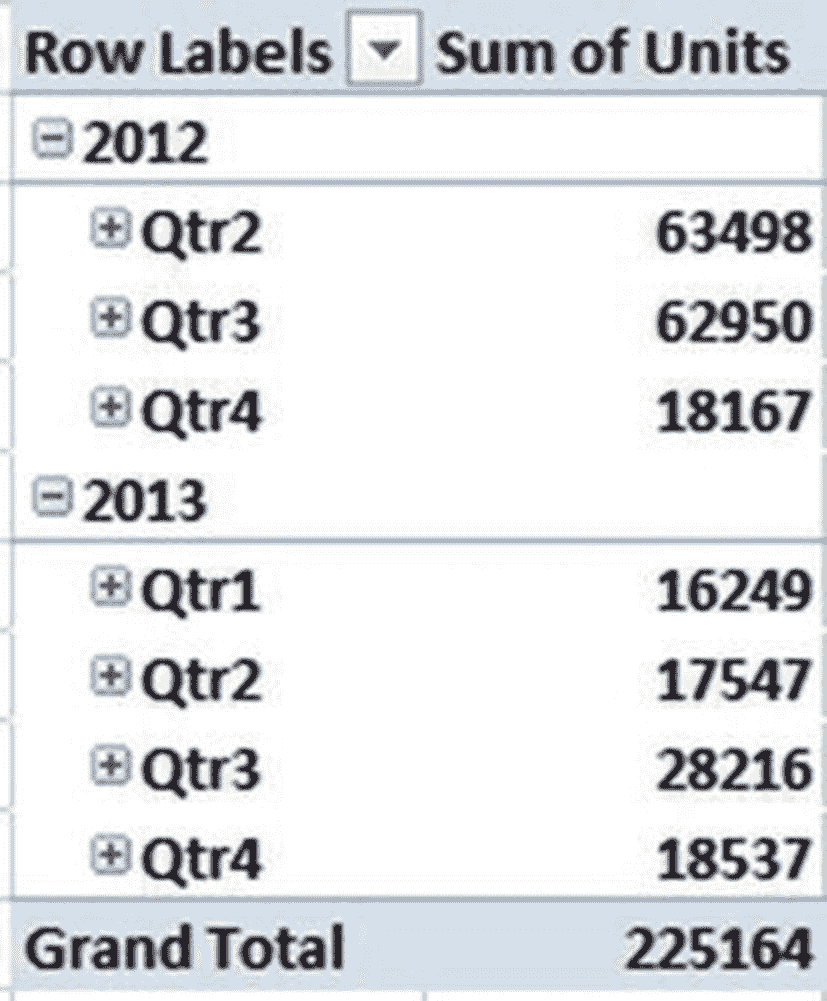 Row Labels Sum of Units
2012
Qtr2 63498
Qtr3 62950
Qtr4 18167
2013
Qtr1 16249
Qtr2 17547
Qtr3 28216
Qtr4 18537
Grand Total 225164